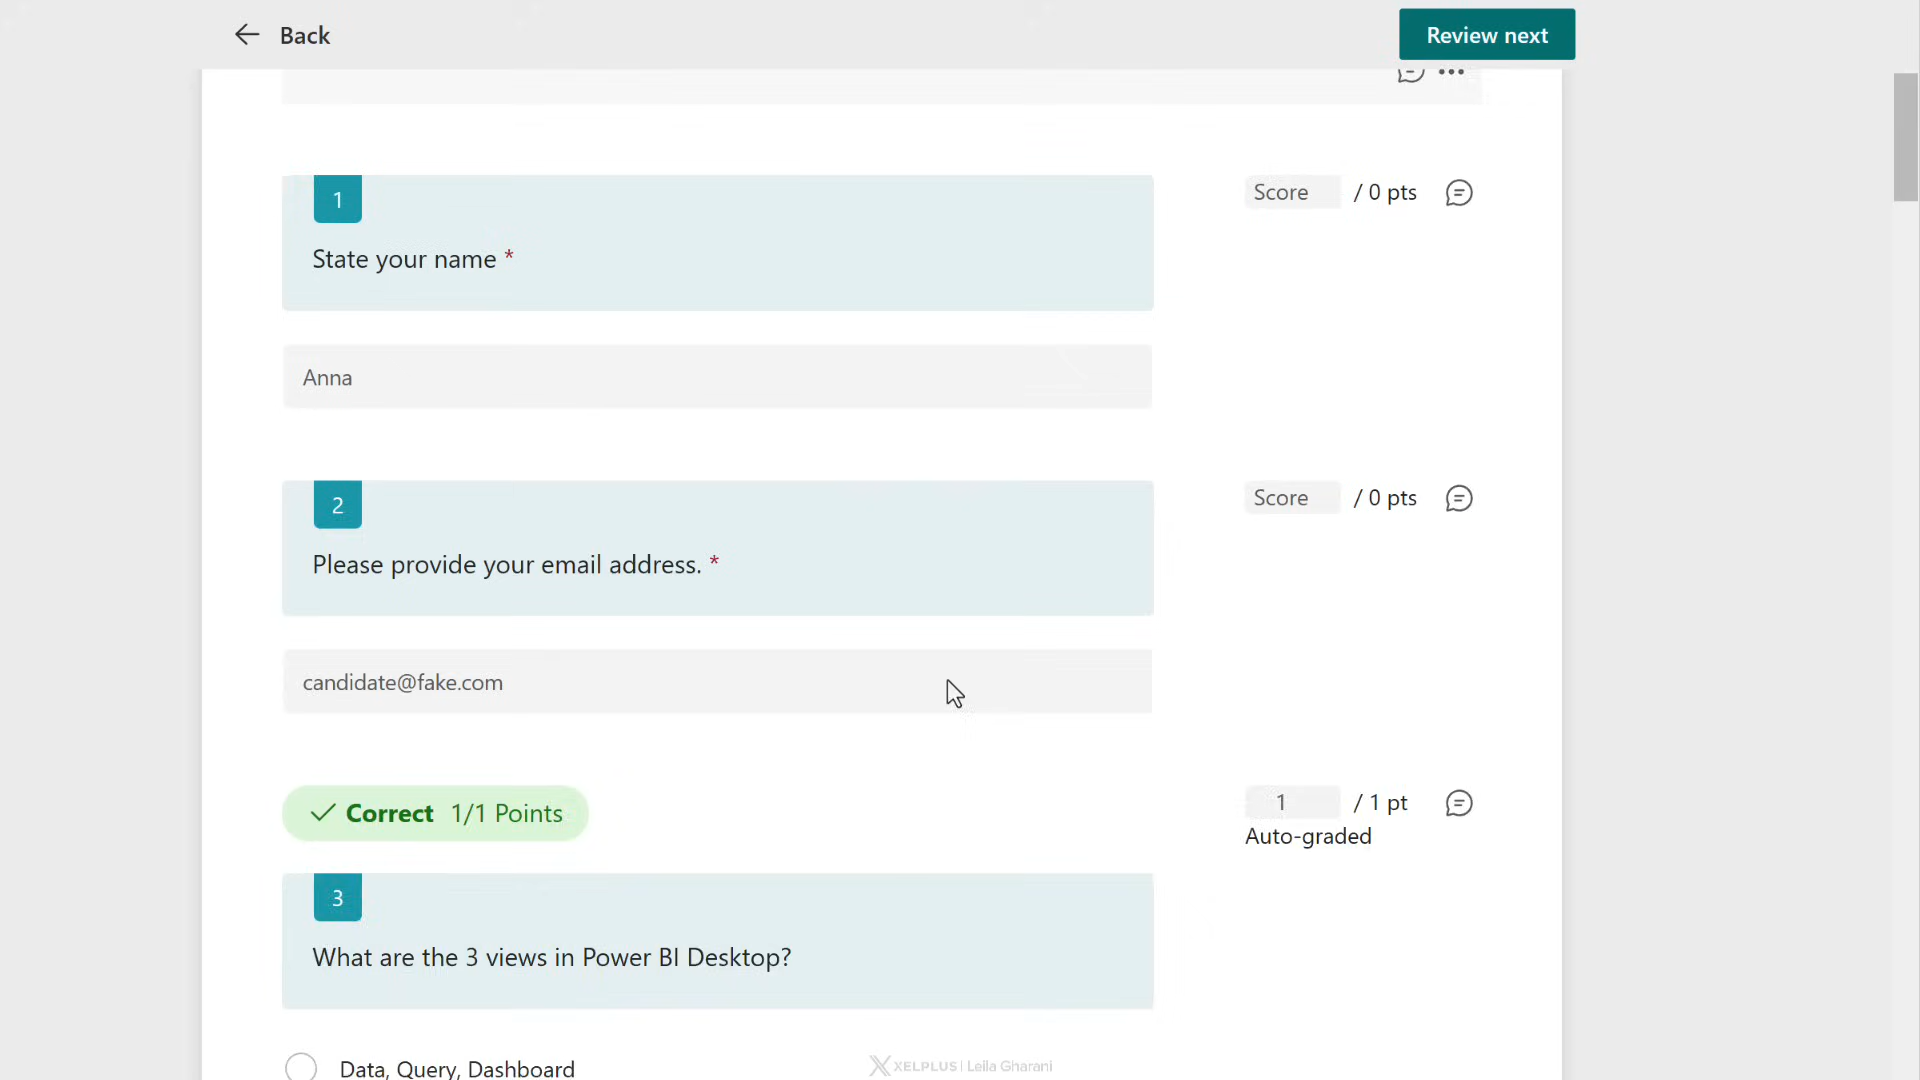 Back
Review next
1
Score / 0 pts
State your name *
Anna
2
Score / 0 pts
Please provide your email address. *
candidate@fake.com
Correct 1/1 Points
1 / 1 pt
Auto-graded
3
What are the 3 views in Power BI Desktop?
Data, Query, Dashboard
XELPLUS | Leila Gharani